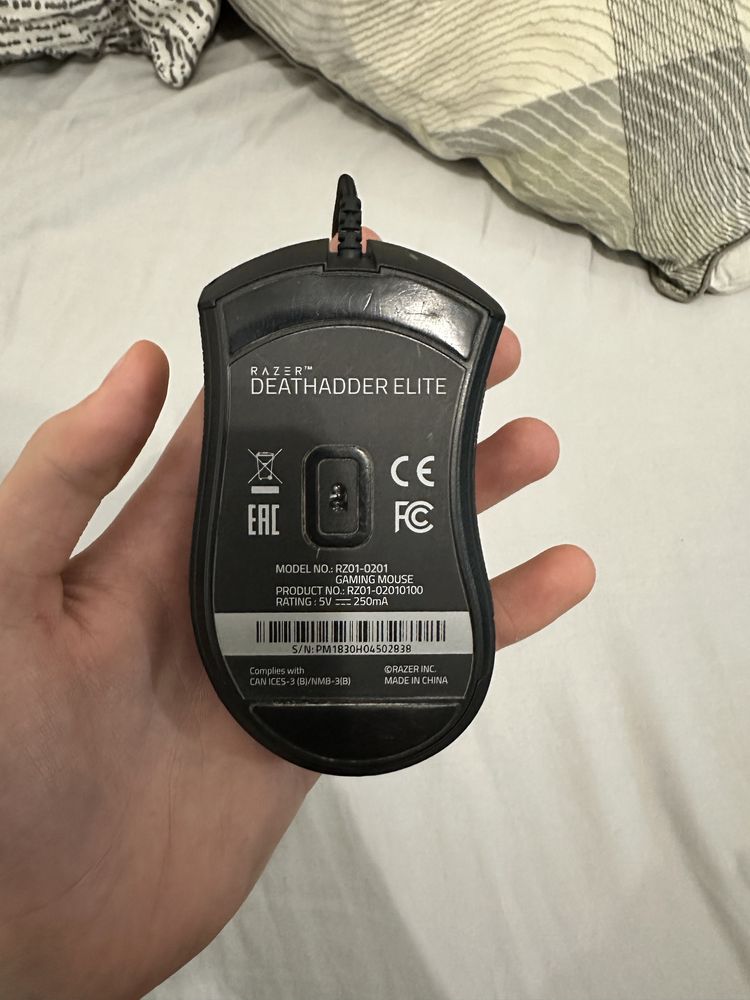 RAZER™
DEATHADDER ELITE
CE
EAC
FC
MODEL NO.: RZ01-0201
GAMING MOUSE
PRODUCT NO.: RZ01-02010100
RATING : 5V ⎓ 250mA
S/N: PM1830H04502838
Complies with
CAN ICES-3 (B)/NMB-3(B)
©RAZER INC.
MADE IN CHINA